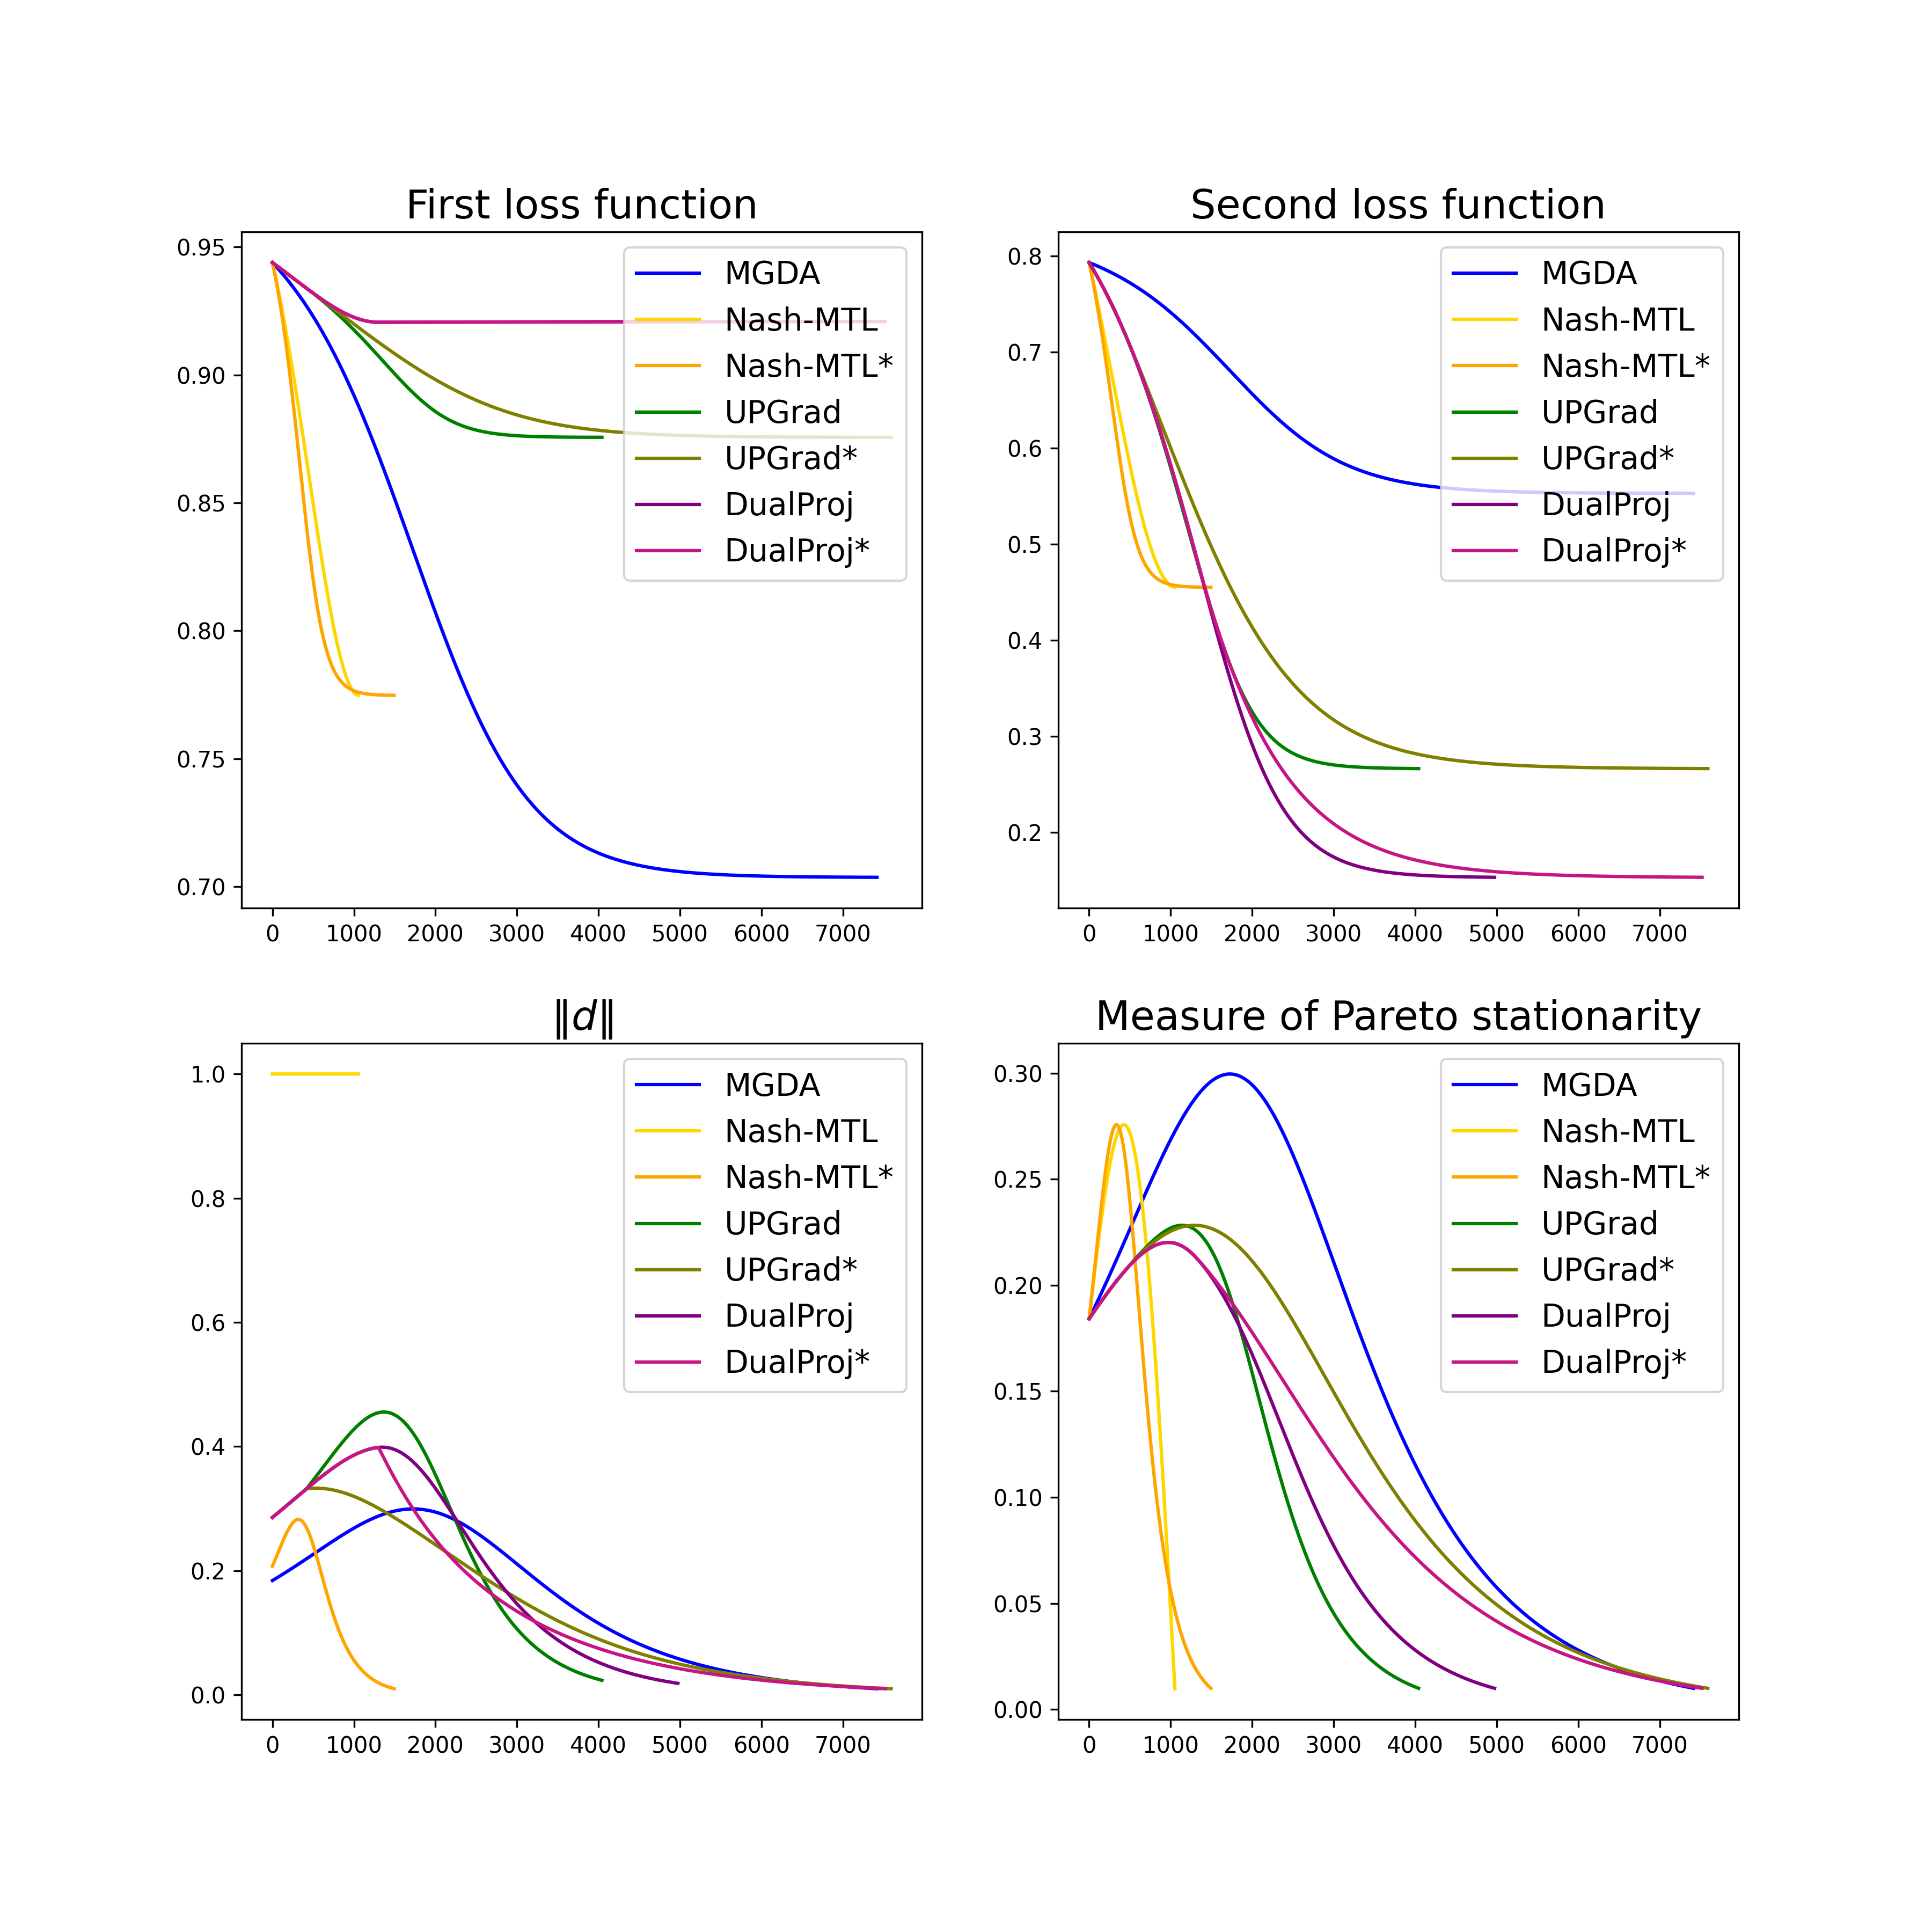 First loss function
0.95
0.90
0.85
0.80
0.75
0.70
0 1000 2000 3000 4000 5000 6000 7000
MGDA
Nash-MTL
Nash-MTL*
UPGrad
UPGrad*
DualProj
DualProj*
Second loss function
0.8
0.7
0.6
0.5
0.4
0.3
0.2
0 1000 2000 3000 4000 5000 6000 7000
MGDA
Nash-MTL
Nash-MTL*
UPGrad
UPGrad*
DualProj
DualProj*
‖d‖
1.0
0.8
0.6
0.4
0.2
0.0
0 1000 2000 3000 4000 5000 6000 7000
MGDA
Nash-MTL
Nash-MTL*
UPGrad
UPGrad*
DualProj
DualProj*
Measure of Pareto stationarity
0.30
0.25
0.20
0.15
0.10
0.05
0.00
0 1000 2000 3000 4000 5000 6000 7000
MGDA
Nash-MTL
Nash-MTL*
UPGrad
UPGrad*
DualProj
DualProj*